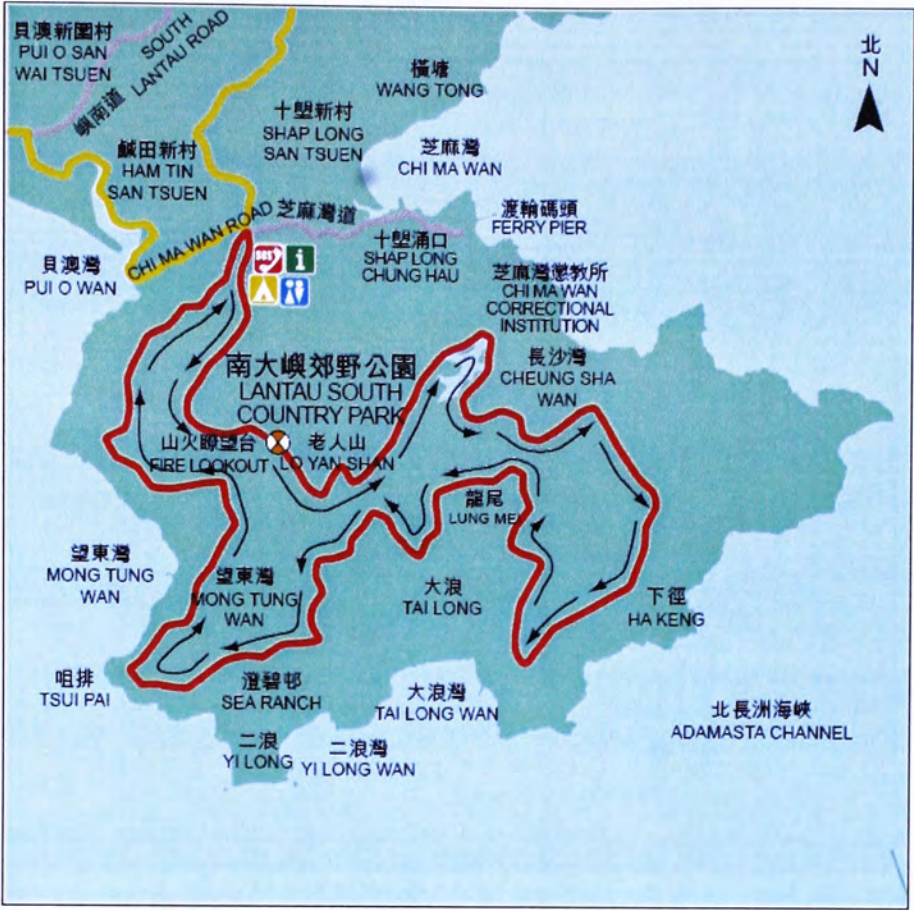 貝澳新圍村
PUI O SAN
WAI TSUEN
SOUTH
LANTAU ROAD
嶼南道
北
N
橫塘
WANG TONG
十塱新村
SHAP LONG
SAN TSUEN
芝麻灣
CHI MA WAN
鹹田新村
HAM TIN
SAN TSUEN
渡輪碼頭
FERRY PIER
CHI MA WAN ROAD 芝麻灣道
十塱涌口
SHAP LONG
CHUNG HAU
貝澳灣
PUI O WAN
SOS
i
芝麻灣懲教所
CHI MA WAN
CORRECTIONAL
INSTITUTION
南大嶼郊野公園
LANTAU SOUTH
COUNTRY PARK
長沙灣
CHEUNG SHA
WAN
山火瞭望台
FIRE LOOKOUT
老人山
LO YAN SHAN
龍尾
LUNG MEI
望東灣
MONG TUNG
WAN
望東灣
MONG TUNG
WAN
大浪
TAI LONG
下徑
HA KENG
咀排
TSUI PAI
澄碧邨
SEA RANCH
大浪灣
TAI LONG WAN
北長洲海峽
ADAMASTA CHANNEL
二浪
YI LONG
二浪灣
YI LONG WAN